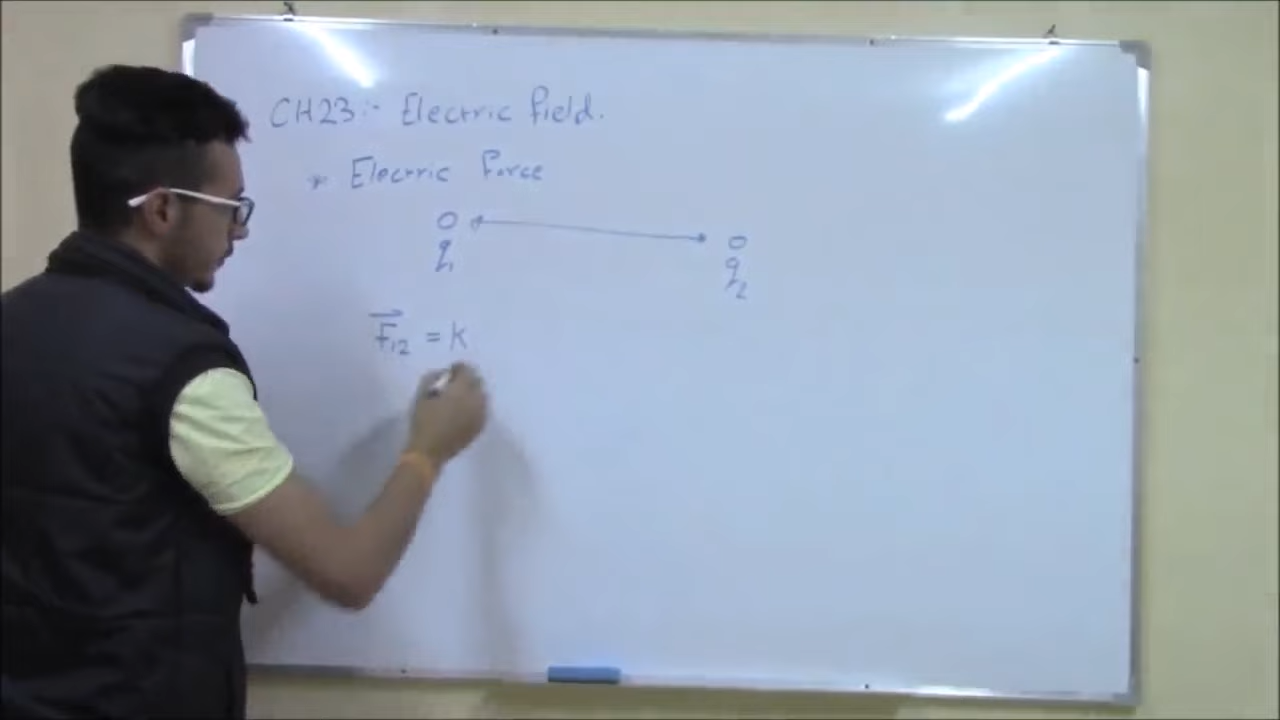 CH23:- Electric field.
* Electric Force
q₁ q₂
F₁₂ = k